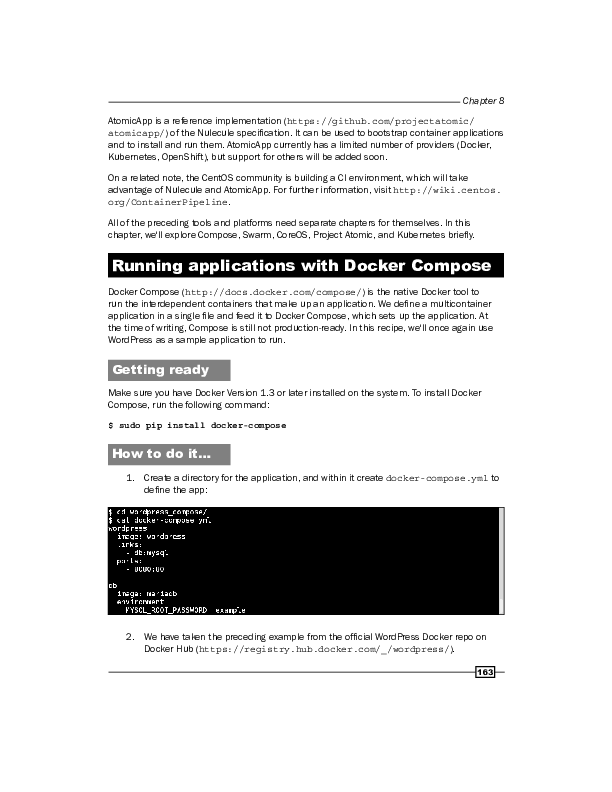 Chapter 8
AtomicApp is a reference implementation (https://github.com/projectatomic/
atomicapp/) of the Nulecule specification. It can be used to bootstrap container applications
and to install and run them. AtomicApp currently has a limited number of providers (Docker,
Kubernetes, OpenShift), but support for others will be added soon.
On a related note, the CentOS community is building a CI environment, which will take
advantage of Nulecule and AtomicApp. For further information, visit http://wiki.centos.
org/ContainerPipeline.
All of the preceding tools and platforms need separate chapters for themselves. In this
chapter, we'll explore Compose, Swarm, CoreOS, Project Atomic, and Kubernetes briefly.
Running applications with Docker Compose
Docker Compose (http://docs.docker.com/compose/) is the native Docker tool to
run the interdependent containers that make up an application. We define a multicontainer
application in a single file and feed it to Docker Compose, which sets up the application. At
the time of writing, Compose is still not production-ready. In this recipe, we'll once again use
WordPress as a sample application to run.
Getting ready
Make sure you have Docker Version 1.3 or later installed on the system. To install Docker
Compose, run the following command:
$ sudo pip install docker-compose
How to do it…
1. Create a directory for the application, and within it create docker-compose.yml to
define the app:
$ cd wordpress_compose/
$ cat docker-compose.yml
wordpress:
image: wordpress
links:
- db:mysql
ports:
- 8080:80
db:
image: mariadb
environment:
MYSQL_ROOT_PASSWORD: example
2. We have taken the preceding example from the official WordPress Docker repo on
Docker Hub (https://registry.hub.docker.com/_/wordpress/).
163